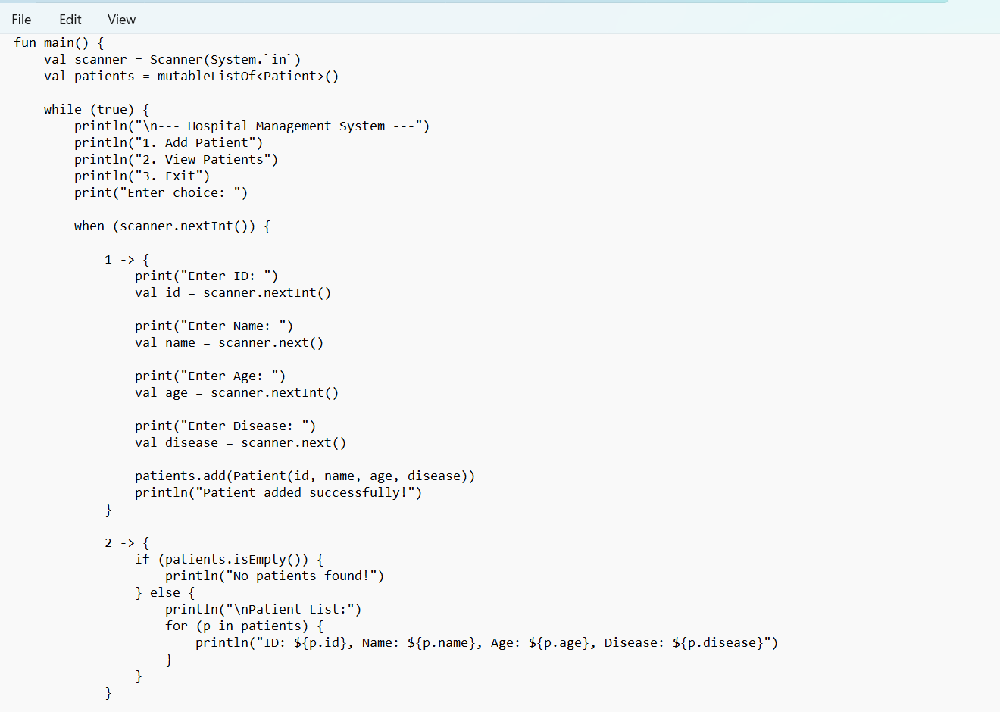 File Edit View
fun main() {
    val scanner = Scanner(System.`in`)
    val patients = mutableListOf<Patient>()

    while (true) {
        println("\n--- Hospital Management System ---")
        println("1. Add Patient")
        println("2. View Patients")
        println("3. Exit")
        print("Enter choice: ")

        when (scanner.nextInt()) {

            1 -> {
                print("Enter ID: ")
                val id = scanner.nextInt()

                print("Enter Name: ")
                val name = scanner.next()

                print("Enter Age: ")
                val age = scanner.nextInt()

                print("Enter Disease: ")
                val disease = scanner.next()

                patients.add(Patient(id, name, age, disease))
                println("Patient added successfully!")
            }

            2 -> {
                if (patients.isEmpty()) {
                    println("No patients found!")
                } else {
                    println("\nPatient List:")
                    for (p in patients) {
                        println("ID: ${p.id}, Name: ${p.name}, Age: ${p.age}, Disease: ${p.disease}")
                    }
                }
            }